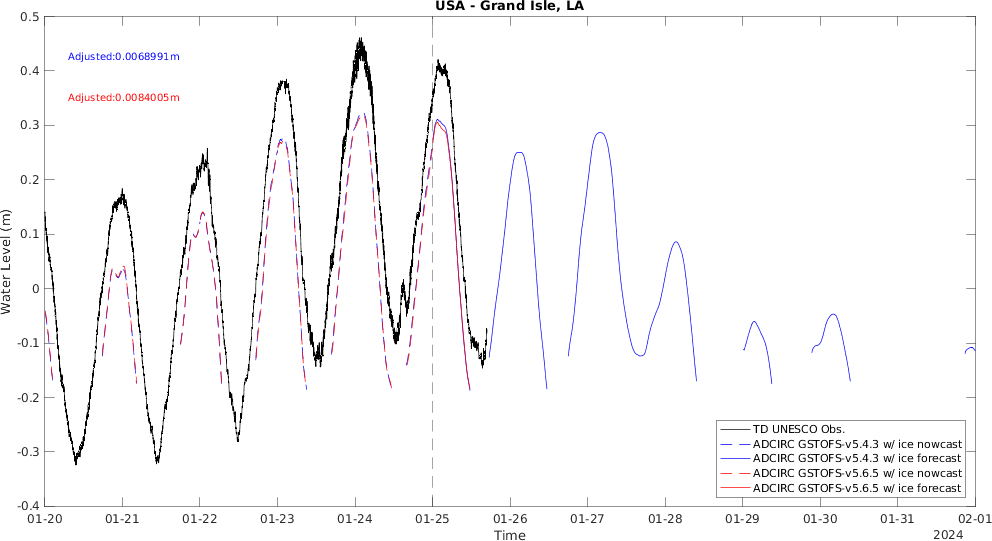 USA - Grand Isle, LA
0.5
0.4
0.3
0.2
0.1
0
-0.1
-0.2
-0.3
-0.4
Water Level (m)
Adjusted:0.0068991m
Adjusted:0.0084005m
TD UNESCO Obs.
ADCIRC GSTOFS-v5.4.3 w/ ice nowcast
ADCIRC GSTOFS-v5.4.3 w/ ice forecast
ADCIRC GSTOFS-v5.6.5 w/ ice nowcast
ADCIRC GSTOFS-v5.6.5 w/ ice forecast
01-20 01-21 01-22 01-23 01-24 01-25 01-26 01-27 01-28 01-29 01-30 01-31 02-01
Time
2024